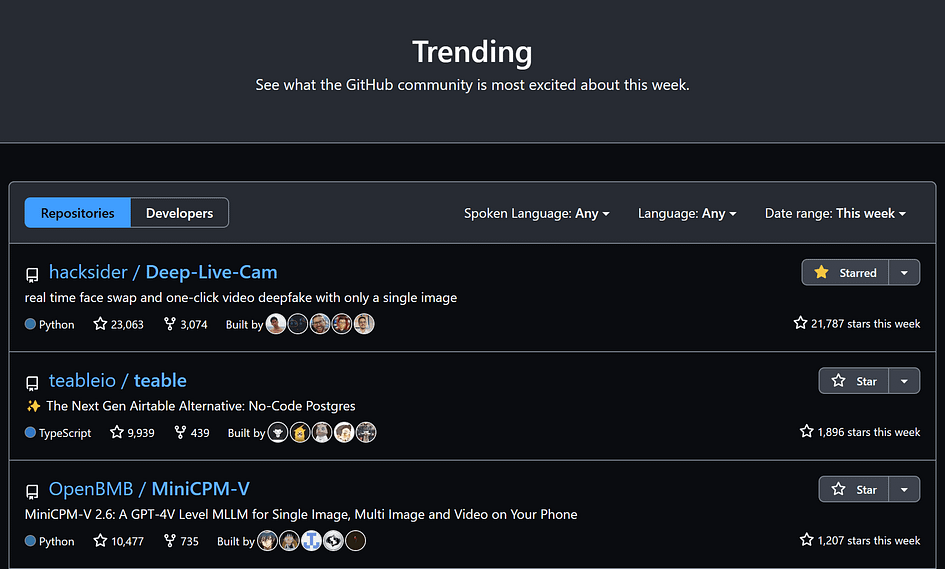 Trending
See what the GitHub community is most excited about this week.
Repositories Developers Spoken Language: Any Language: Any Date range: This week
hacksider / Deep-Live-Cam Starred
real time face swap and one-click video deepfake with only a single image
Python 23,063 3,074 Built by 21,787 stars this week
teableio / teable Star
✨ The Next Gen Airtable Alternative: No-Code Postgres
TypeScript 9,939 439 Built by 1,896 stars this week
OpenBMB / MiniCPM-V Star
MiniCPM-V 2.6: A GPT-4V Level MLLM for Single Image, Multi Image and Video on Your Phone
Python 10,477 735 Built by 1,207 stars this week